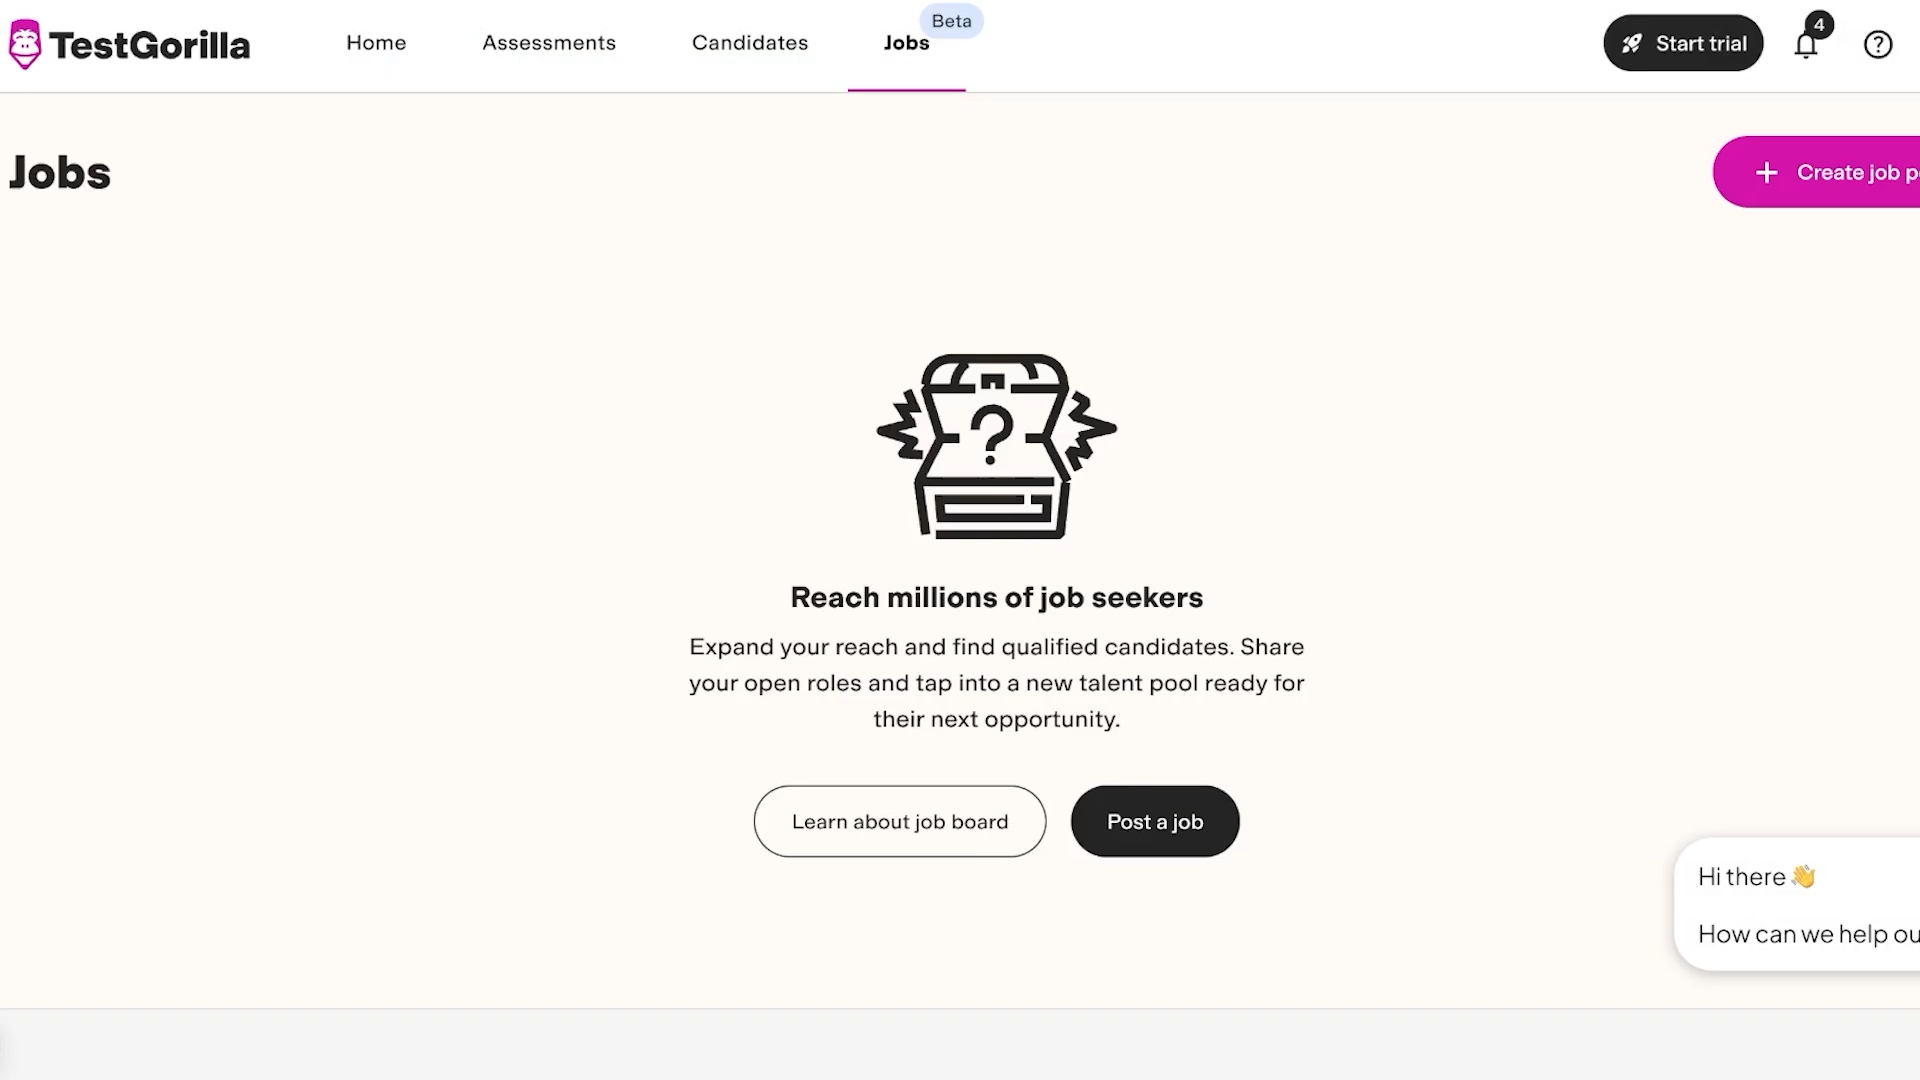 TestGorilla
Home
Assessments
Candidates
Jobs
Beta
Start trial
4
Jobs
Create job p
?
Reach millions of job seekers
Expand your reach and find qualified candidates. Share
your open roles and tap into a new talent pool ready for
their next opportunity.
Learn about job board
Post a job
Hi there 👋
How can we help ou